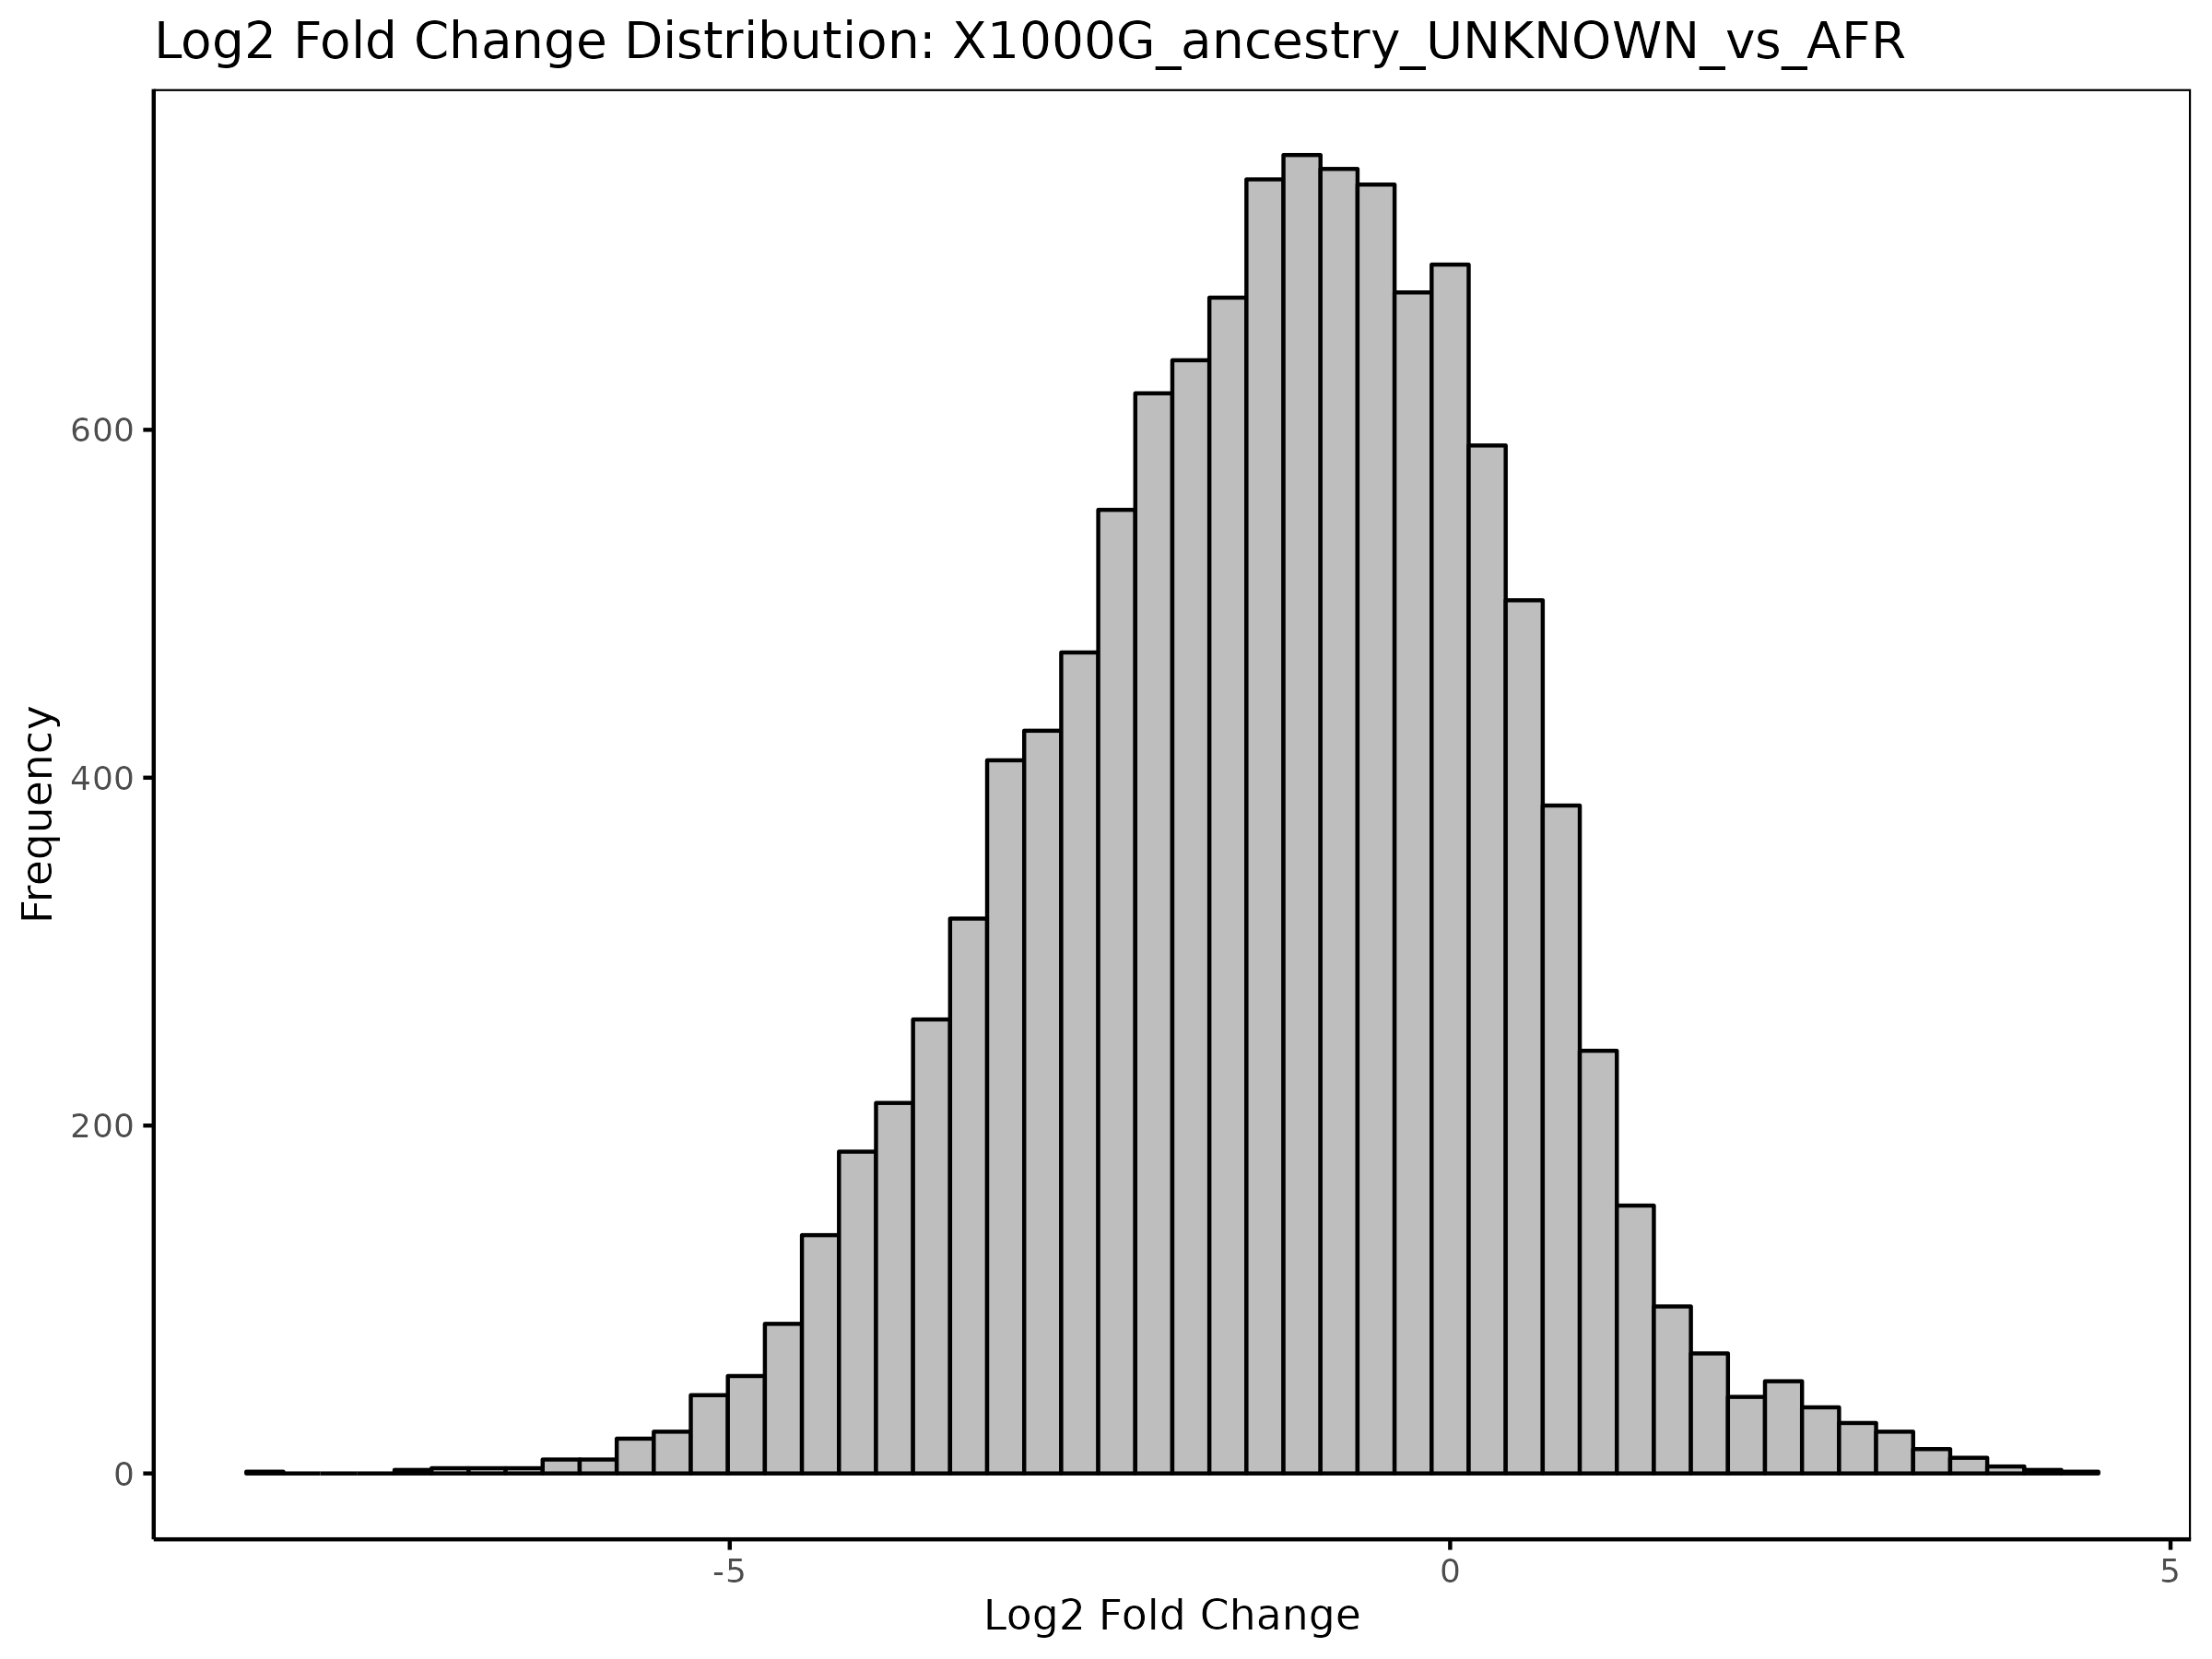 Log2 Fold Change Distribution: X1000G_ancestry_UNKNOWN_vs_AFR
Frequency
600
400
200
0
-5 0 5
Log2 Fold Change